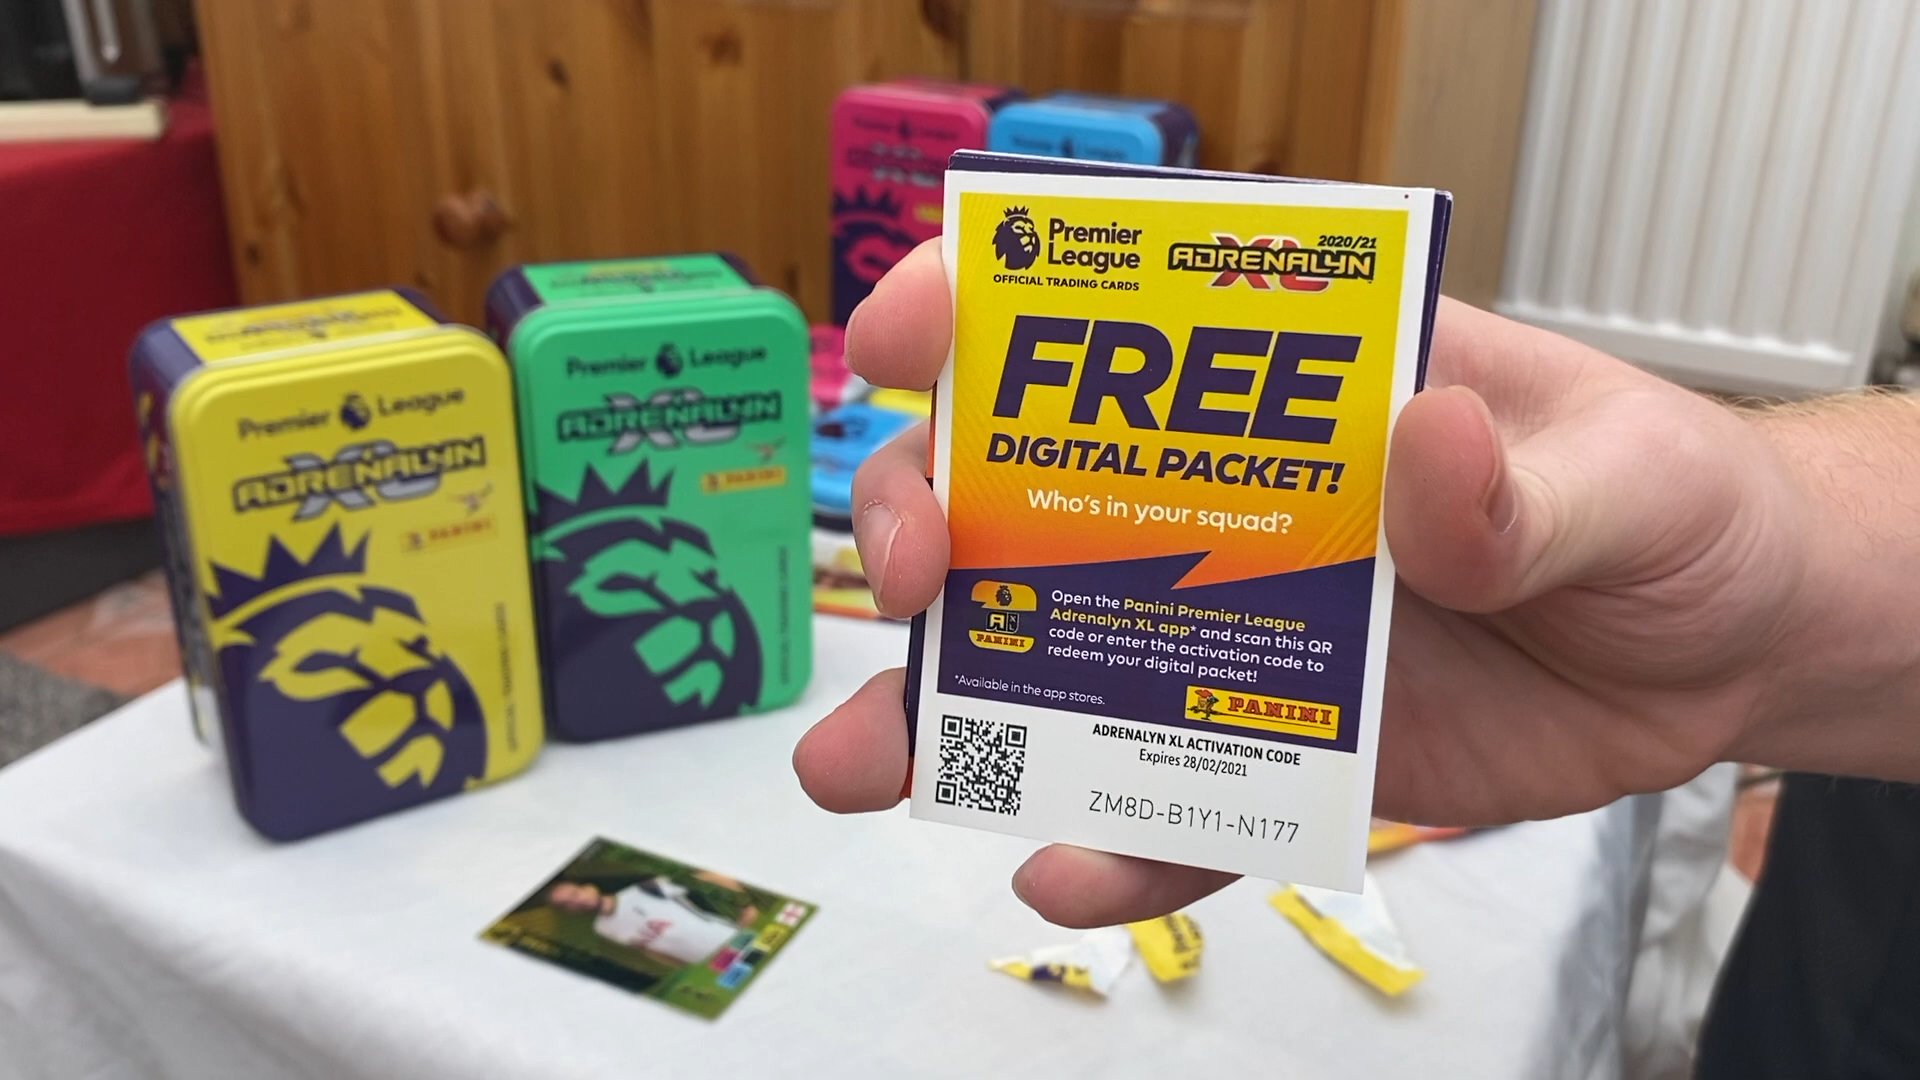 Premier League
ADRENALYN XL
PANINI
Premier League
ADRENALYN XL
PANINI
Premier
League
OFFICIAL TRADING CARDS
2020/21
ADRENALYN XL
FREE
DIGITAL PACKET!
Who's in your squad?
Open the Panini Premier League
Adrenalyn XL app* and scan this QR
code or enter the activation code to
redeem your digital packet!
PANINI
*Available in the app stores.
PANINI
ADRENALYN XL ACTIVATION CODE
Expires 28/02/2021
ZM8D-B1Y1-N177